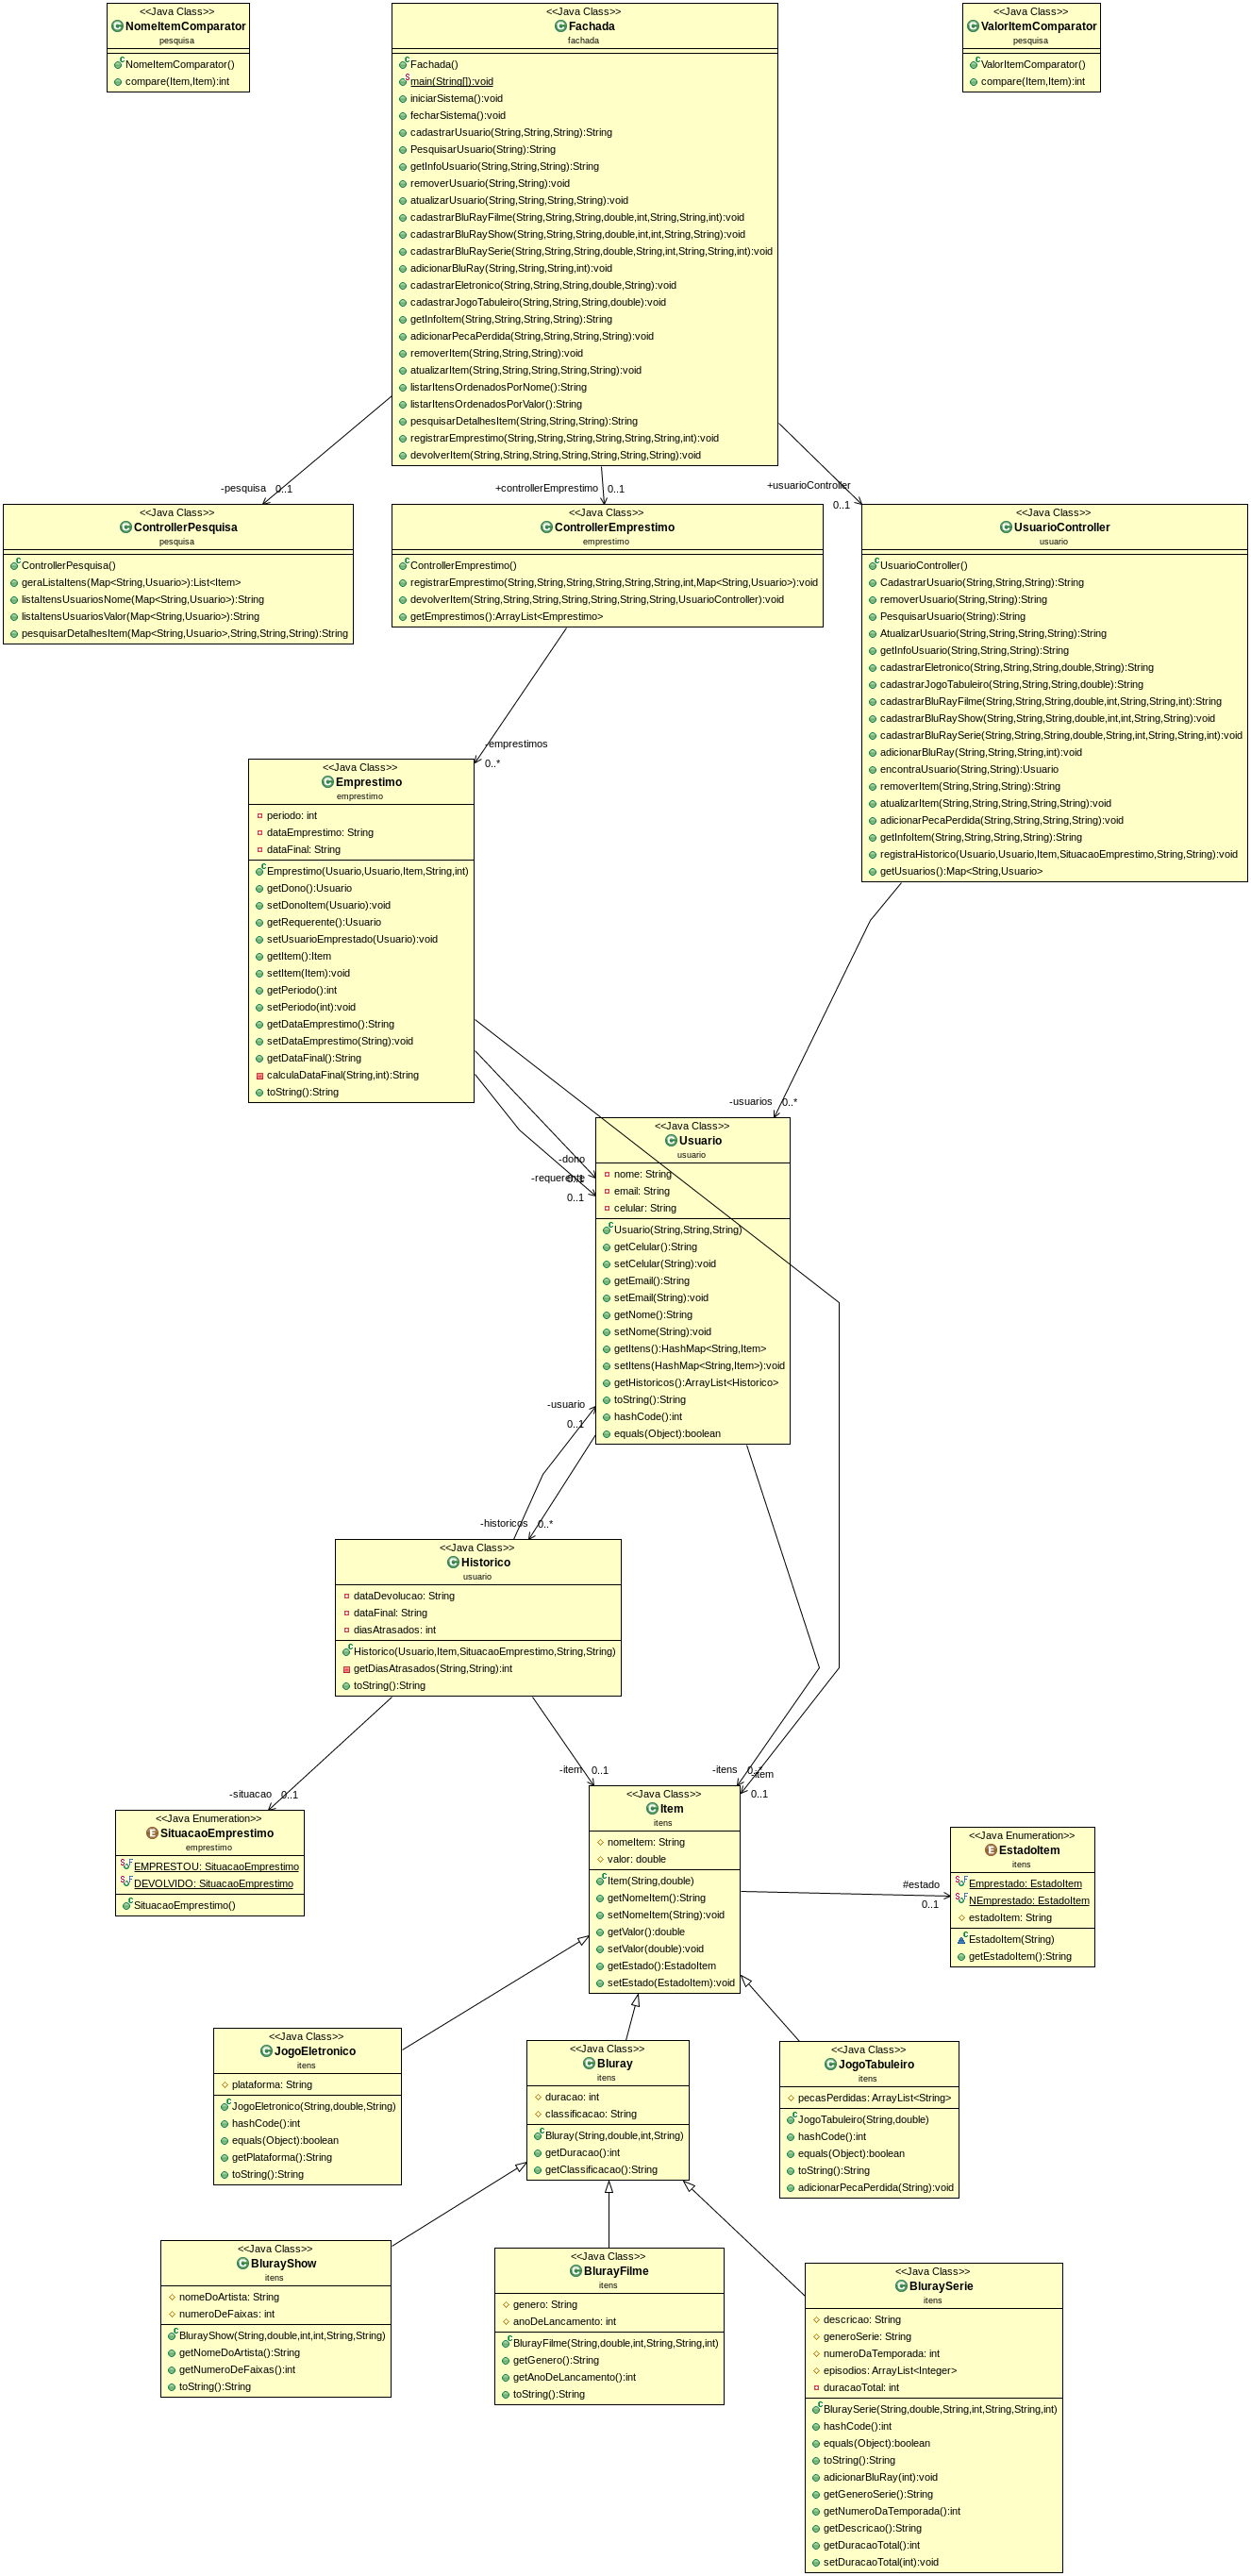 <<Java Class>>
NomeItemComparator
pesquisa
NomeItemComparator()
compare(Item,Item):int
<<Java Class>>
Fachada
fachada
Fachada()
main(String[]):void
iniciarSistema():void
fecharSistema():void
cadastrarUsuario(String,String,String):String
PesquisarUsuario(String):String
getInfoUsuario(String,String,String):String
removerUsuario(String,String):void
atualizarUsuario(String,String,String,String):void
cadastrarBluRayFilme(String,String,String,double,int,String,String,int):void
cadastrarBluRayShow(String,String,String,double,int,int,String,String):void
cadastrarBluRaySerie(String,String,String,double,String,int,String,String,int):void
adicionarBluRay(String,String,String,int):void
cadastrarEletronico(String,String,String,double,String):void
cadastrarJogoTabuleiro(String,String,String,double):void
getInfoItem(String,String,String,String):String
adicionarPecaPerdida(String,String,String,String):void
removerItem(String,String,String):void
atualizarItem(String,String,String,String,String):void
listarItensOrdenadosPorNome():String
listarItensOrdenadosPorValor():String
pesquisarDetalhesItem(String,String,String):String
registrarEmprestimo(String,String,String,String,String,String,int):void
devolverItem(String,String,String,String,String,String,String):void
<<Java Class>>
ValorItemComparator
pesquisa
ValorItemComparator()
compare(Item,Item):int
-pesquisa 0..1
+controllerEmprestimo 0..1
+usuarioController
0..1
<<Java Class>>
ControllerPesquisa
pesquisa
ControllerPesquisa()
geraListaItens(Map<String,Usuario>):List<Item>
listaItensUsuariosNome(Map<String,Usuario>):String
listaItensUsuariosValor(Map<String,Usuario>):String
pesquisarDetalhesItem(Map<String,Usuario>,String,String,String):String
<<Java Class>>
ControllerEmprestimo
emprestimo
ControllerEmprestimo()
registrarEmprestimo(String,String,String,String,String,String,int,Map<String,Usuario>):void
devolverItem(String,String,String,String,String,String,String,UsuarioController):void
getEmprestimos():ArrayList<Emprestimo>
<<Java Class>>
UsuarioController
usuario
UsuarioController()
CadastrarUsuario(String,String,String):String
removerUsuario(String,String):String
PesquisarUsuario(String):String
AtualizarUsuario(String,String,String,String):String
getInfoUsuario(String,String,String):String
cadastrarEletronico(String,String,String,double,String):String
cadastrarJogoTabuleiro(String,String,String,double):String
cadastrarBluRayFilme(String,String,String,double,int,String,String,int):String
cadastrarBluRayShow(String,String,String,double,int,int,String,String):void
cadastrarBluRaySerie(String,String,String,double,String,int,String,String,int):void
adicionarBluRay(String,String,String,int):void
encontraUsuario(String,String):Usuario
removerItem(String,String,String):String
atualizarItem(String,String,String,String,String):void
adicionarPecaPerdida(String,String,String,String):void
getInfoItem(String,String,String,String):String
registraHistorico(Usuario,Usuario,Item,SituacaoEmprestimo,String,String):void
getUsuarios():Map<String,Usuario>
-emprestimos
0..*
<<Java Class>>
Emprestimo
emprestimo
periodo: int
dataEmprestimo: String
dataFinal: String
Emprestimo(Usuario,Usuario,Item,String,int)
getDono():Usuario
setDonoItem(Usuario):void
getRequerente():Usuario
setUsuarioEmprestado(Usuario):void
getItem():Item
setItem(Item):void
getPeriodo():int
setPeriodo(int):void
getDataEmprestimo():String
setDataEmprestimo(String):void
getDataFinal():String
calculaDataFinal(String,int):String
toString():String
-usuarios 0..*
-dono
0..1
-requerente
0..1
<<Java Class>>
Usuario
usuario
nome: String
email: String
celular: String
Usuario(String,String,String)
getCelular():String
setCelular(String):void
getEmail():String
setEmail(String):void
getNome():String
setNome(String):void
getItens():HashMap<String,Item>
setItens(HashMap<String,Item>):void
getHistoricos():ArrayList<Historico>
toString():String
hashCode():int
equals(Object):boolean
-usuario
0..1
-historicos 0..*
<<Java Class>>
Historico
usuario
dataDevolucao: String
dataFinal: String
diasAtrasados: int
Historico(Usuario,Item,SituacaoEmprestimo,String,String)
getDiasAtrasados(String,String):int
toString():String
-situacao 0..1
-item 0..1
-itens 0..*
-item
0..1
<<Java Enumeration>>
SituacaoEmprestimo
emprestimo
EMPRESTOU: SituacaoEmprestimo
DEVOLVIDO: SituacaoEmprestimo
SituacaoEmprestimo()
<<Java Class>>
Item
itens
nomeItem: String
valor: double
Item(String,double)
getNomeItem():String
setNomeItem(String):void
getValor():double
setValor(double):void
getEstado():EstadoItem
setEstado(EstadoItem):void
#estado
0..1
<<Java Enumeration>>
EstadoItem
itens
Emprestado: EstadoItem
NEmprestado: EstadoItem
estadoItem: String
EstadoItem(String)
getEstadoItem():String
<<Java Class>>
JogoEletronico
itens
plataforma: String
JogoEletronico(String,double,String)
hashCode():int
equals(Object):boolean
getPlataforma():String
toString():String
<<Java Class>>
Bluray
itens
duracao: int
classificacao: String
Bluray(String,double,int,String)
getDuracao():int
getClassificacao():String
<<Java Class>>
JogoTabuleiro
itens
pecasPerdidas: ArrayList<String>
JogoTabuleiro(String,double)
hashCode():int
equals(Object):boolean
toString():String
adicionarPecaPerdida(String):void
<<Java Class>>
BlurayShow
itens
nomeDoArtista: String
numeroDeFaixas: int
BlurayShow(String,double,int,int,String,String)
getNomeDoArtista():String
getNumeroDeFaixas():int
toString():String
<<Java Class>>
BlurayFilme
itens
genero: String
anoDeLancamento: int
BlurayFilme(String,double,int,String,String,int)
getGenero():String
getAnoDeLancamento():int
toString():String
<<Java Class>>
BluraySerie
itens
descricao: String
generoSerie: String
numeroDaTemporada: int
episodios: ArrayList<Integer>
duracaoTotal: int
BluraySerie(String,double,String,int,String,String,int)
hashCode():int
equals(Object):boolean
toString():String
adicionarBluRay(int):void
getGeneroSerie():String
getNumeroDaTemporada():int
getDescricao():String
getDuracaoTotal():int
setDuracaoTotal(int):void